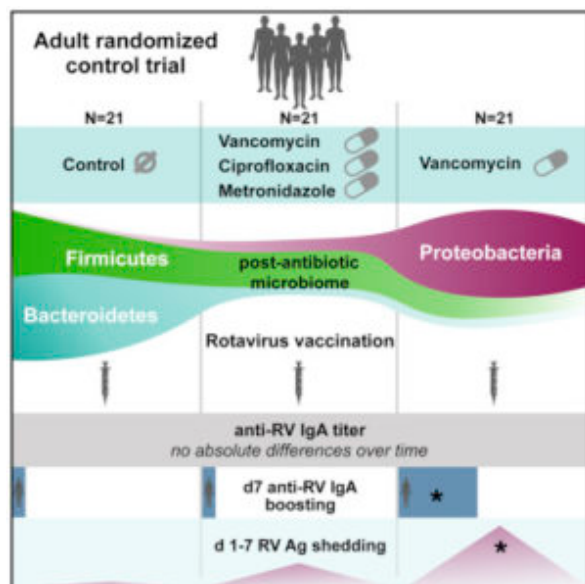 Adult randomized
control trial
N=21
N=21
N=21
Control
Vancomycin
Ciprofloxacin
Metronidazole
Vancomycin
Firmicutes
Bacteroidetes
post-antibiotic
microbiome
Proteobacteria
Rotavirus vaccination
anti-RV IgA titer
no absolute differences over time
d7 anti-RV IgA
boosting
*
d 1-7 RV Ag shedding
*